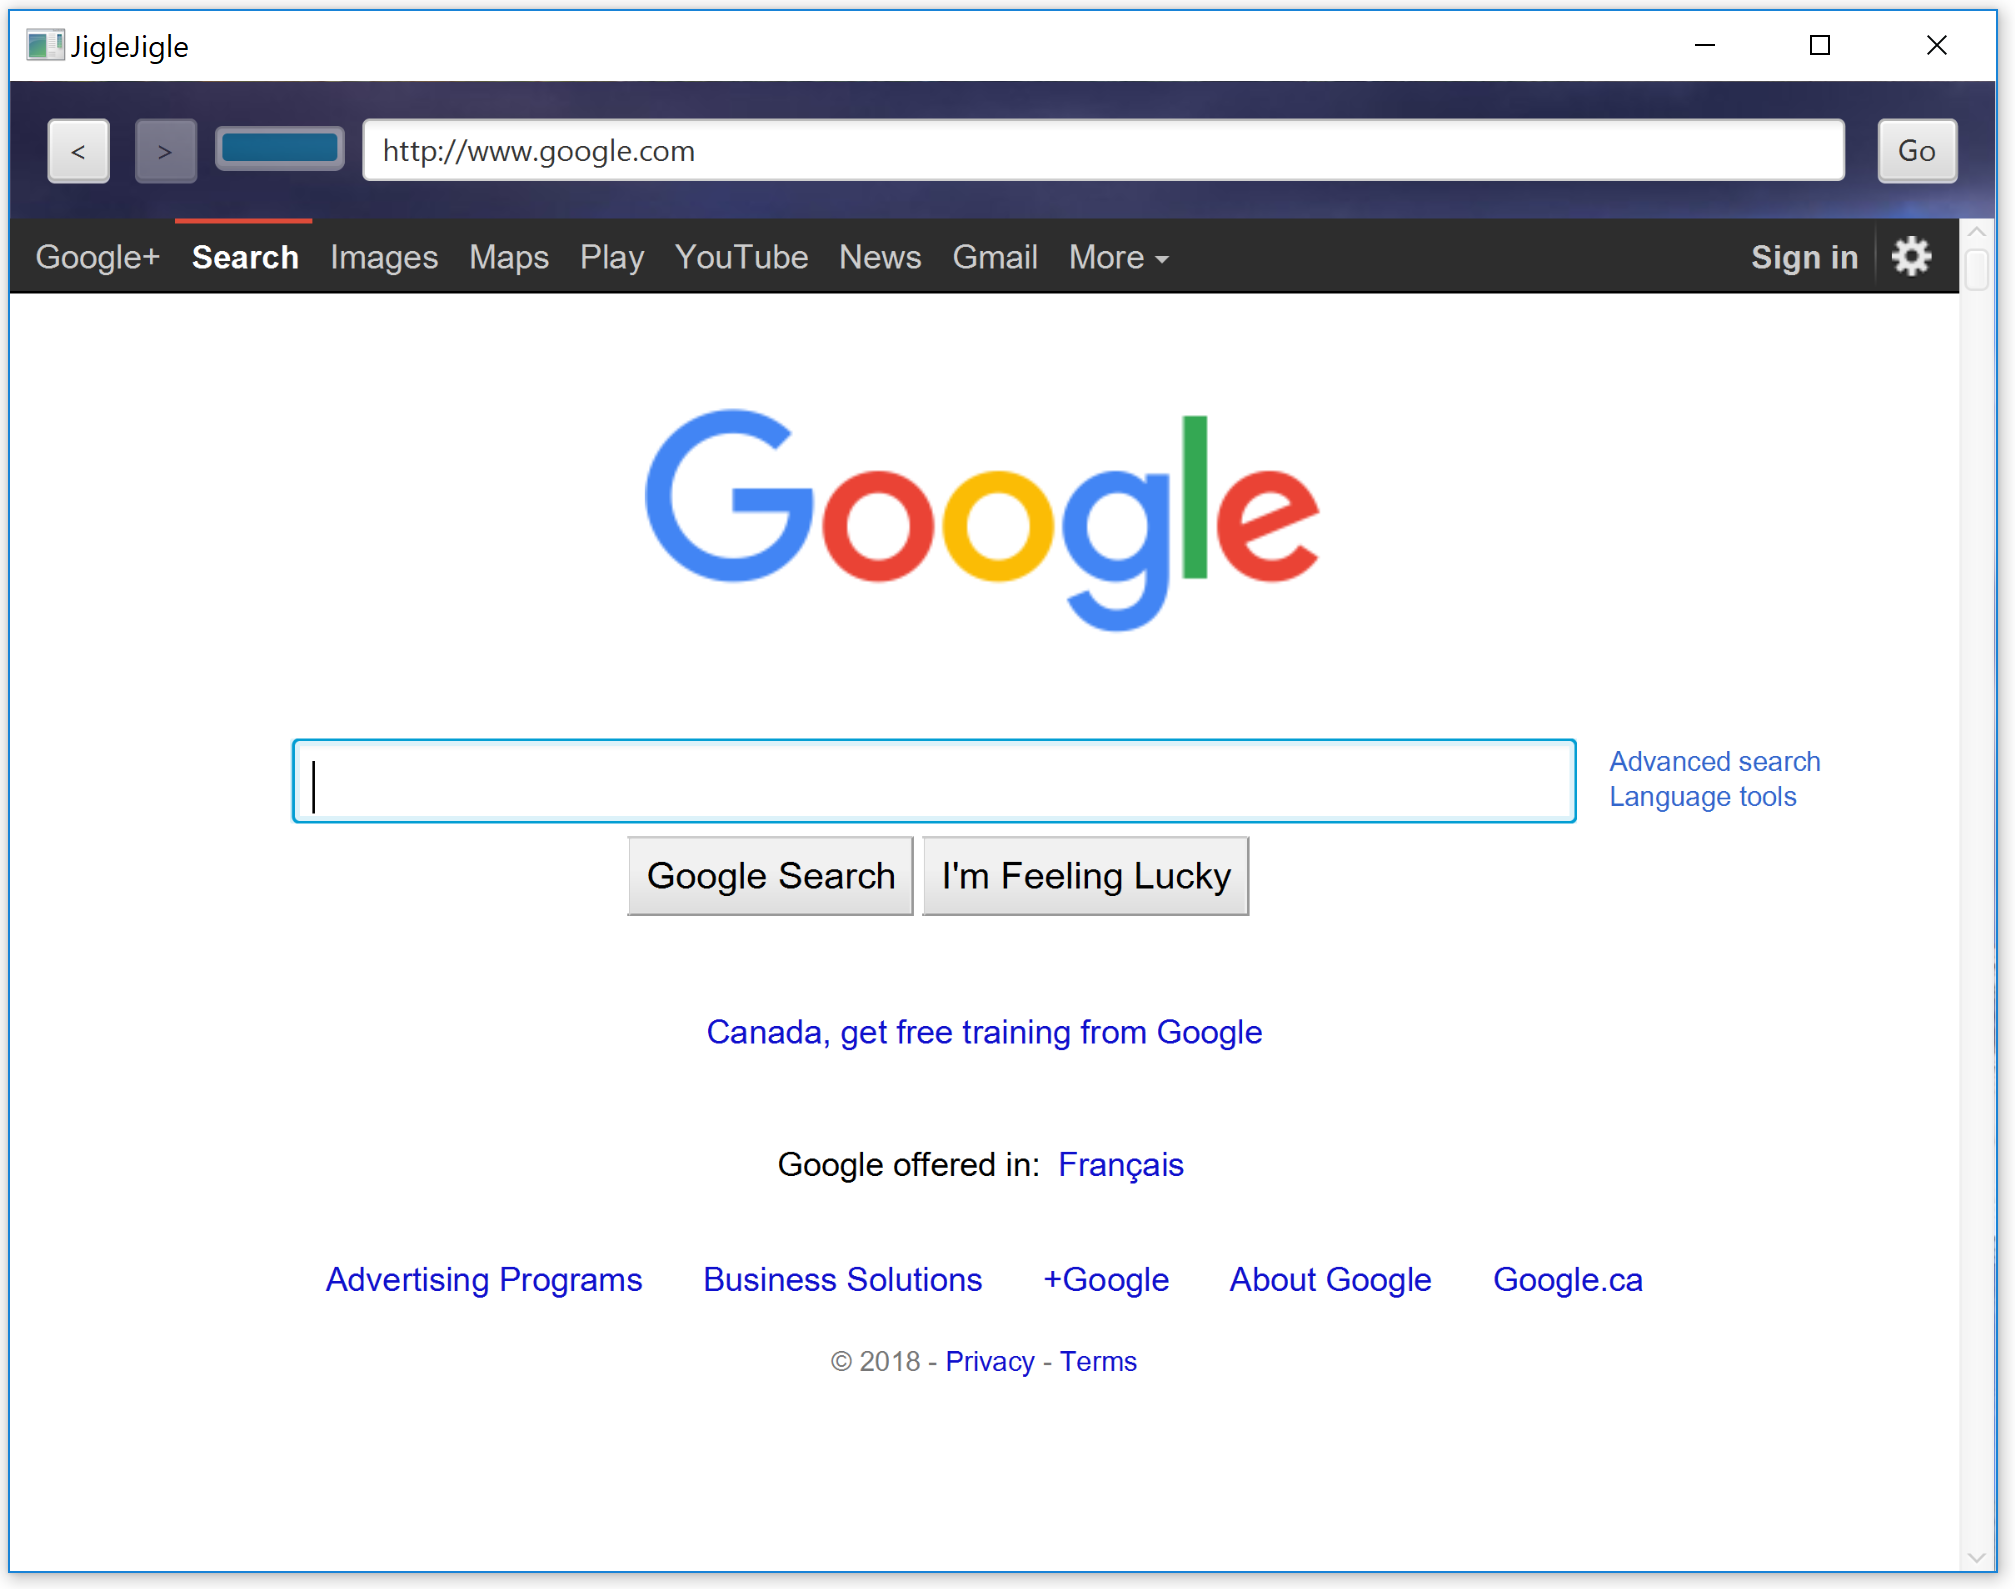 JigleJigle
< > http://www.google.com Go
Google+ Search Images Maps Play YouTube News Gmail More Sign in
Google
Advanced search
Language tools
Google Search I'm Feeling Lucky
Canada, get free training from Google
Google offered in: Français
Advertising Programs Business Solutions +Google About Google Google.ca
© 2018 - Privacy - Terms